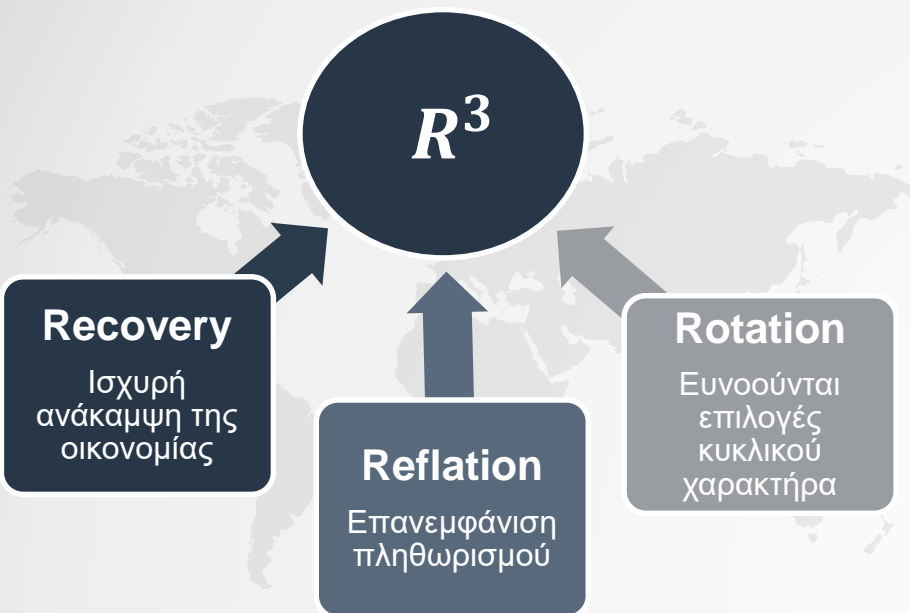 R³
Recovery
Ισχυρή
ανάκαμψη της
οικονομίας
Reflation
Επανεμφάνιση
πληθωρισμού
Rotation
Ευνοούνται
επιλογές
κυκλικού
χαρακτήρα